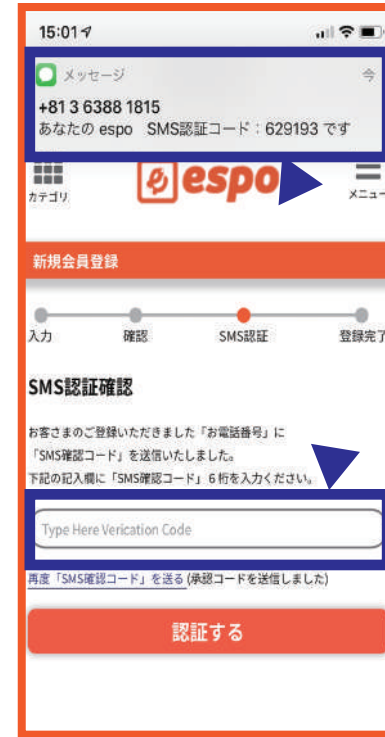 15:01
メッセージ 今
+81 3 6388 1815
あなたの espo SMS認証コード：629193 です
カテゴリ espo メニュー
新規会員登録
入力 確認 SMS認証 登録完了
SMS認証確認
お客さまのご登録いただきました「お電話番号」に
「SMS確認コード」を送信いたしました。
下記の記入欄に「SMS確認コード」6桁を入力ください。
Type Here Verication Code
再度「SMS確認コード」を送る (承認コードを送信しました)
認証する